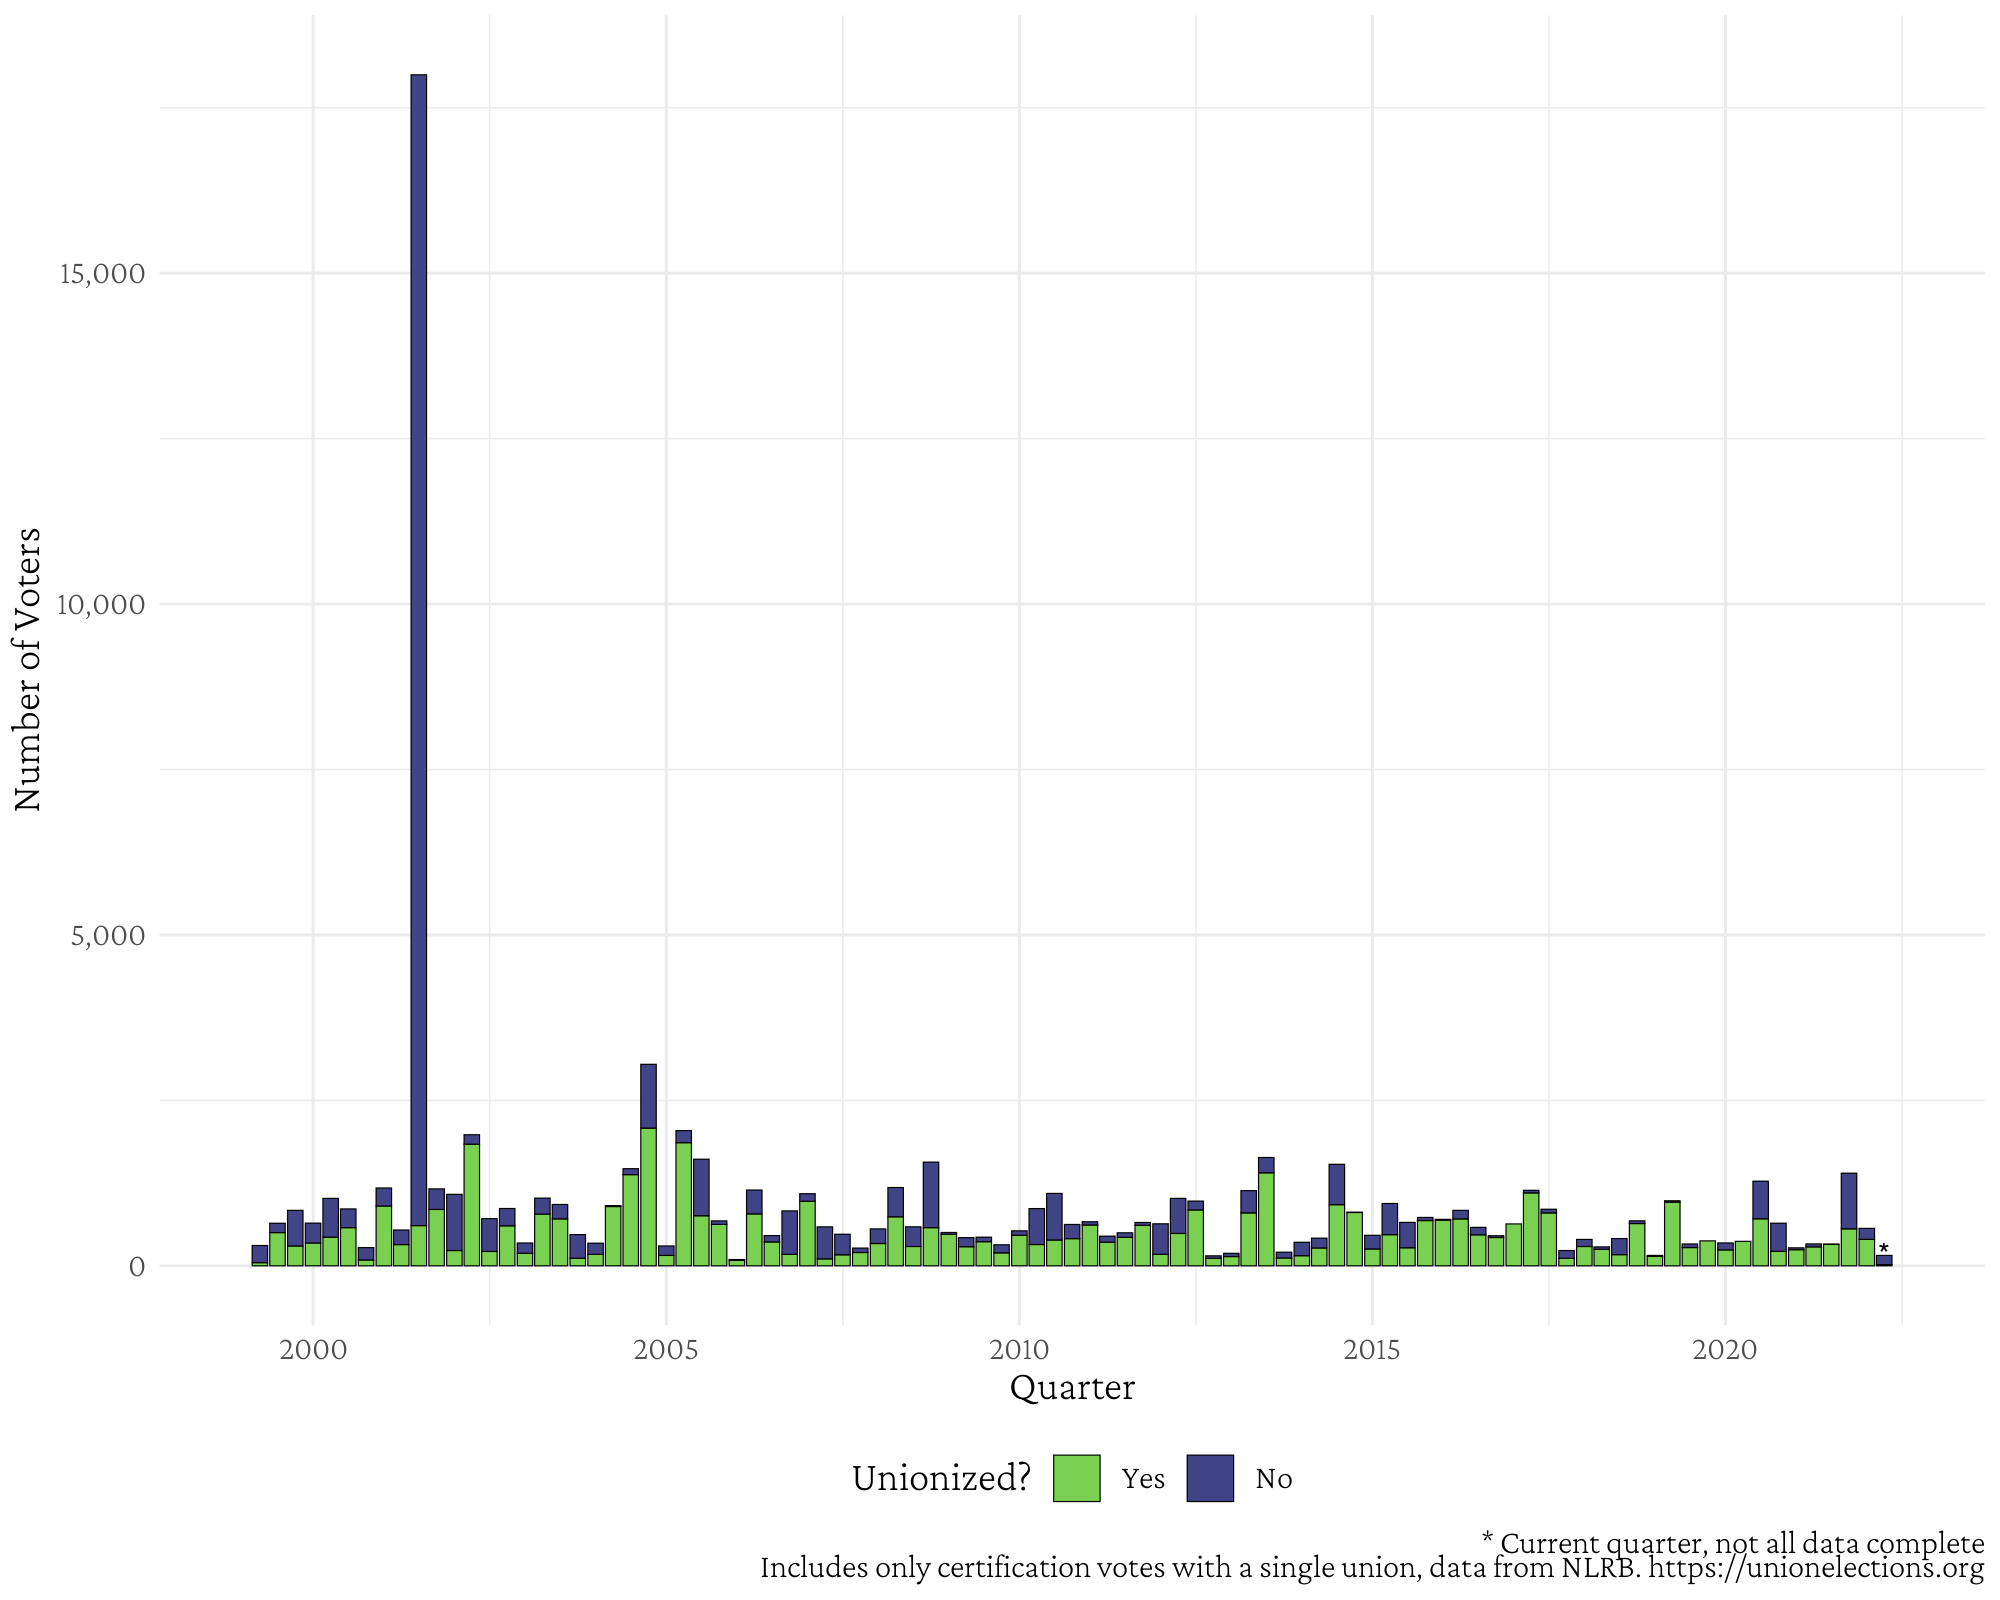 15,000
10,000
5,000
0
Number of Voters
2000 2005 2010 2015 2020
Quarter
Unionized? Yes No
*
* Current quarter, not all data complete
Includes only certification votes with a single union, data from NLRB. https://unionelections.org